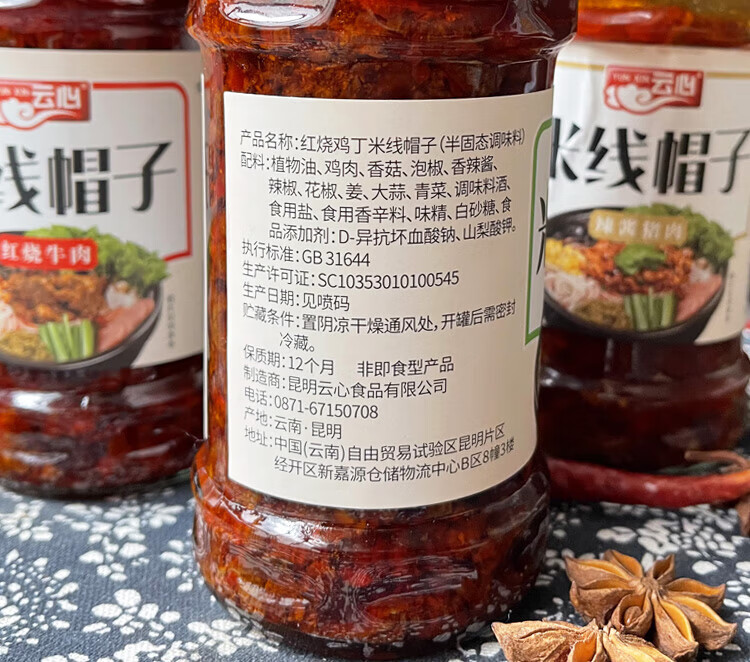 YUN XIN 云心
线帽子
红烧牛肉
产品名称:红烧鸡丁米线帽子(半固态调味料)
配料:植物油、鸡肉、香菇、泡椒、香辣酱、
辣椒、花椒、姜、大蒜、青菜、调味料酒、
食用盐、食用香辛料、味精、白砂糖、食
品添加剂:D-异抗坏血酸钠、山梨酸钾。
执行标准:GB 31644
生产许可证:SC10353010100545
生产日期:见喷码
贮藏条件:置阴凉干燥通风处,开罐后需密封
冷藏。
保质期:12个月 非即食型产品
制造商:昆明云心食品有限公司
电话:0871-67150708
产地:云南·昆明
地址:中国(云南)自由贸易试验区昆明片区
经开区新嘉源仓储物流中心B区8幢3楼
YUN XIN 云心
米线帽子
辣酱猪肉